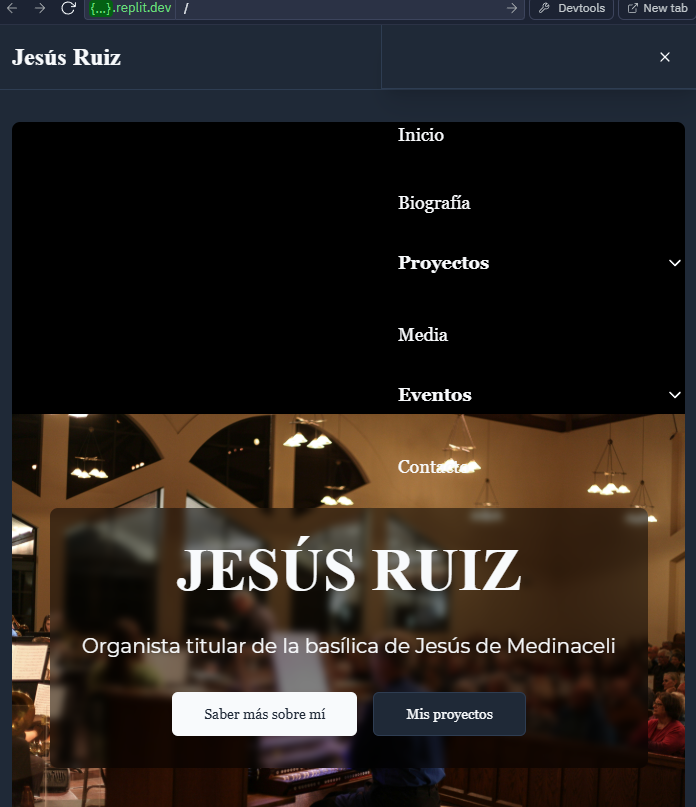 {...}.replit.dev /
Devtools
New tab
Jesús Ruiz
Inicio
Biografía
Proyectos
Media
Eventos
Contacto
JESÚS RUIZ
Organista titular de la basílica de Jesús de Medinaceli
Saber más sobre mí
Mis proyectos